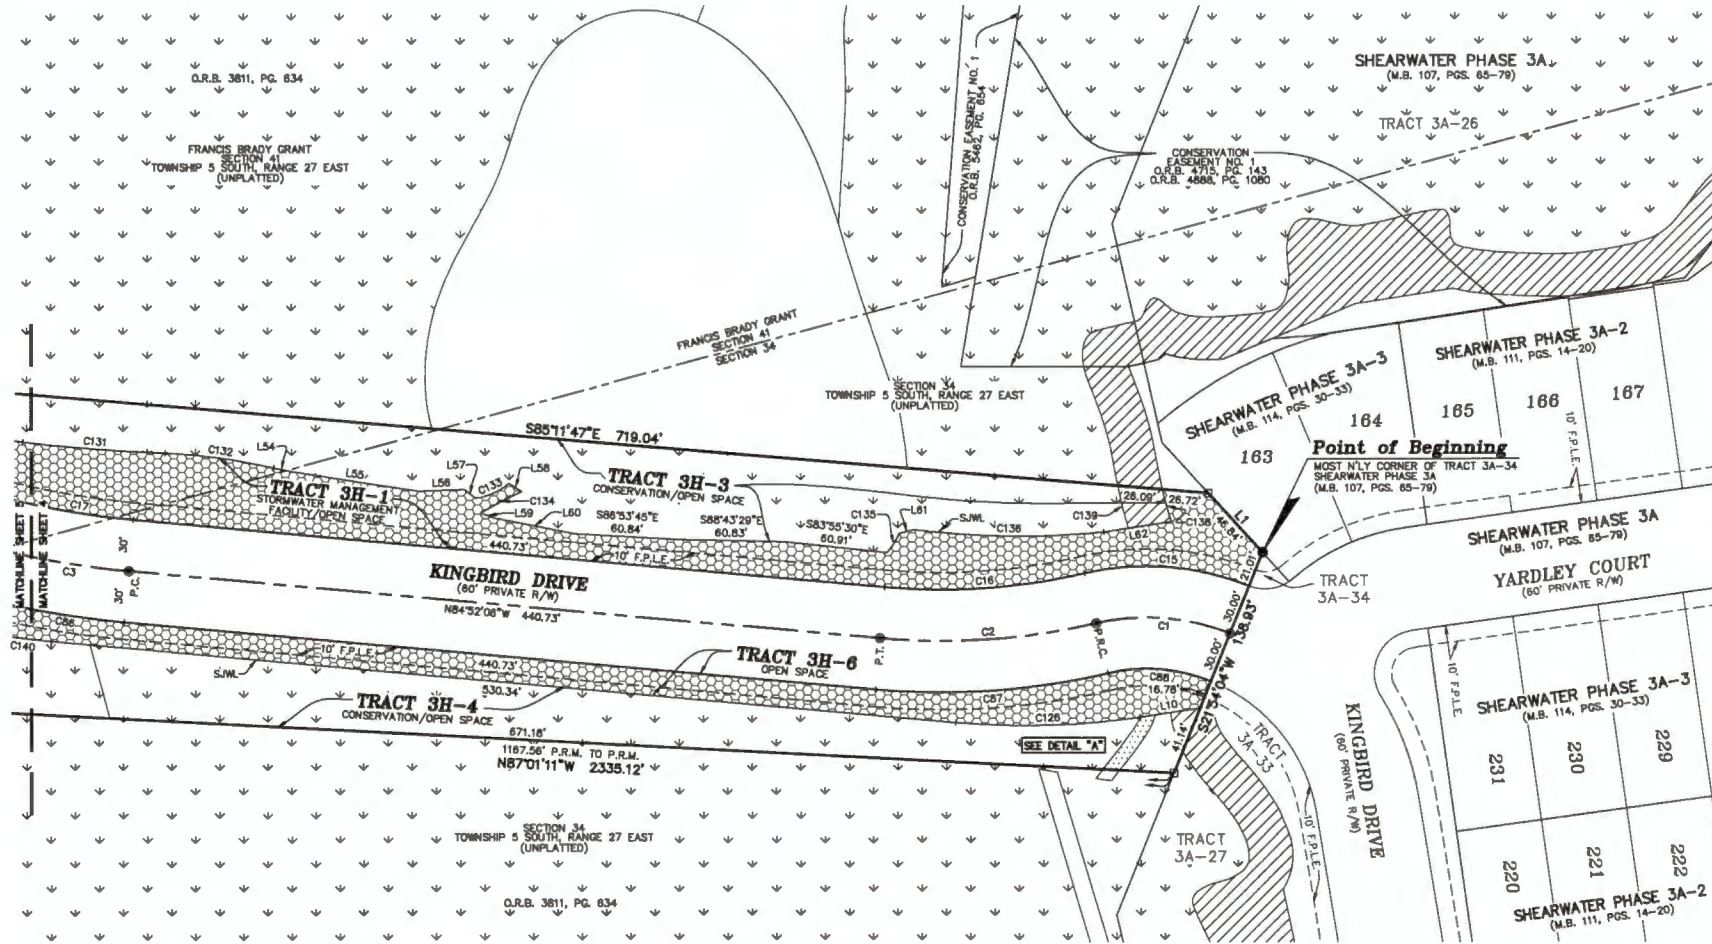 O.R.B. 3811, PG. 634
FRANCIS BRADY GRANT
SECTION 41
TOWNSHIP 5 SOUTH, RANGE 27 EAST
(UNPLATTED)
CONSERVATION EASEMENT NO. 1
O.R.B. 5462, PG. 654
SHEARWATER PHASE 3A
(M.B. 107, PGS. 65-79)
TRACT 3A-26
CONSERVATION
EASEMENT NO. 1
O.R.B. 4715, PG. 143
O.R.B. 4888, PG. 1080
FRANCIS BRADY GRANT
SECTION 41
SECTION 34
SECTION 34
TOWNSHIP 5 SOUTH, RANGE 27 EAST
(UNPLATTED)
SHEARWATER PHASE 3A-3
(M.B. 114, PGS. 30-33)
SHEARWATER PHASE 3A-2
(M.B. 111, PGS. 14-20)
163
164
165
166
167
10' F.P.L.E.
Point of Beginning
MOST N'LY CORNER OF TRACT 3A-34
SHEARWATER PHASE 3A
(M.B. 107, PGS. 65-79)
S85°11'47"E 719.04'
C131
C132
L54
L55
L56
L57
L58
C133
C134
L59
L60
TRACT 3H-1
STORMWATER MANAGEMENT
FACILITY/OPEN SPACE
TRACT 3H-3
CONSERVATION/OPEN SPACE
S86°53'45"E
60.84'
S88°43'29"E
60.83'
S83°55'30"E
60.91'
C135
L61
SJWL
C136
C139
26.09'
26.72'
C138
L62
L1
46.84'
21.01'
C17
440.73'
10' F.P.L.E.
C16
C15
MATCHLINE SHEET 5
MATCHLINE SHEET 4
C3
30'
30'
P.C.
KINGBIRD DRIVE
(60' PRIVATE R/W)
N84°52'08"W 440.73'
P.T.
C2
P.R.C.
C1
30.00'
30.00'
138.93'
S21°54'04"W
SHEARWATER PHASE 3A
(M.B. 107, PGS. 65-79)
YARDLEY COURT
(60' PRIVATE R/W)
TRACT
3A-34
C86
C140
10' F.P.L.E.
SJWL
440.73'
530.34'
TRACT 3H-6
OPEN SPACE
TRACT 3H-4
CONSERVATION/OPEN SPACE
C87
C88
16.78'
L10
C126
41.14'
SEE DETAIL "A"
671.18'
1167.56' P.R.M. TO P.R.M.
N87°01'11"W 2335.12'
TRACT
3A-33
10' F.P.L.E.
KINGBIRD DRIVE
(60' PRIVATE R/W)
10' F.P.L.E.
SHEARWATER PHASE 3A-3
(M.B. 114, PGS. 30-33)
231
230
229
220
221
222
SHEARWATER PHASE 3A-2
(M.B. 111, PGS. 14-20)
SECTION 34
TOWNSHIP 5 SOUTH, RANGE 27 EAST
(UNPLATTED)
O.R.B. 3811, PG. 634
TRACT
3A-27